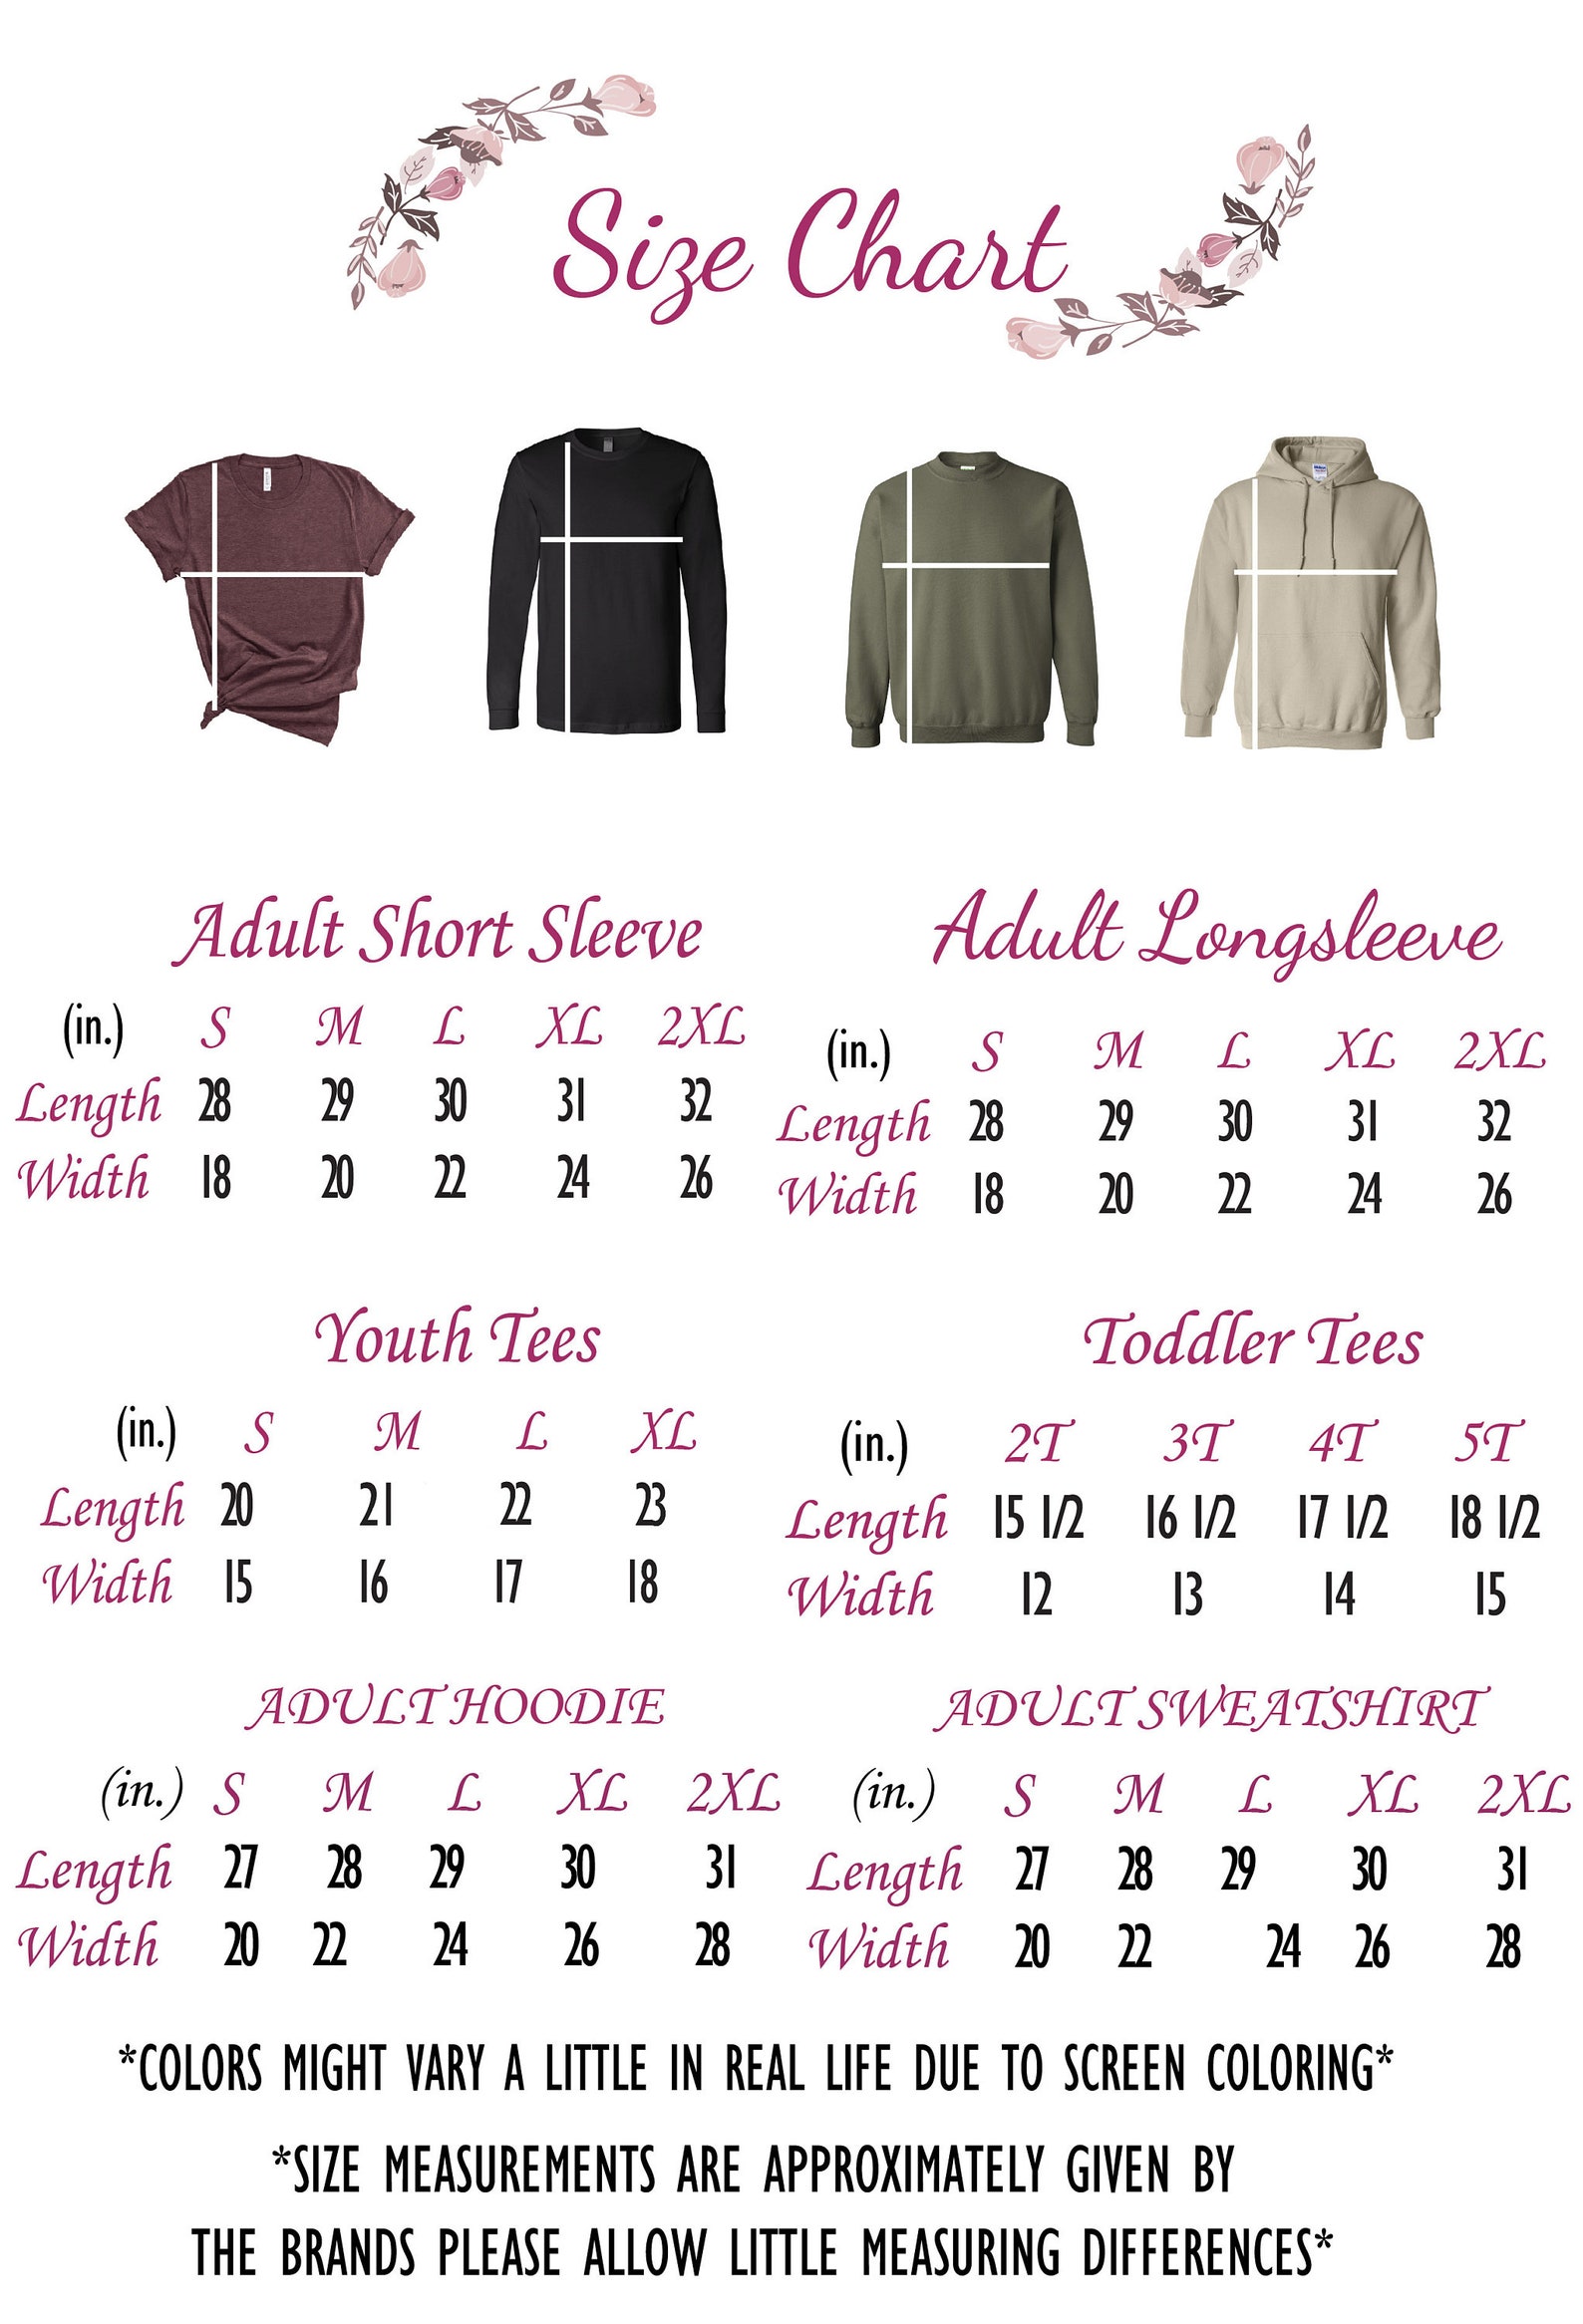 Size Chart
Adult Short Sleeve
(in.) S M L XL 2XL
Length 28 29 30 31 32
Width 18 20 22 24 26
Adult Longsleeve
(in.) S M L XL 2XL
Length 28 29 30 31 32
Width 18 20 22 24 26
Youth Tees
(in.) S M L XL
Length 20 21 22 23
Width 15 16 17 18
Toddler Tees
(in.) 2T 3T 4T 5T
Length 15 1/2 16 1/2 17 1/2 18 1/2
Width 12 13 14 15
ADULT HOODIE
(in.) S M L XL 2XL
Length 27 28 29 30 31
Width 20 22 24 26 28
ADULT SWEATSHIRT
(in.) S M L XL 2XL
Length 27 28 29 30 31
Width 20 22 24 26 28
*COLORS MIGHT VARY A LITTLE IN REAL LIFE DUE TO SCREEN COLORING*
*SIZE MEASUREMENTS ARE APPROXIMATELY GIVEN BY
THE BRANDS PLEASE ALLOW LITTLE MEASURING DIFFERENCES*